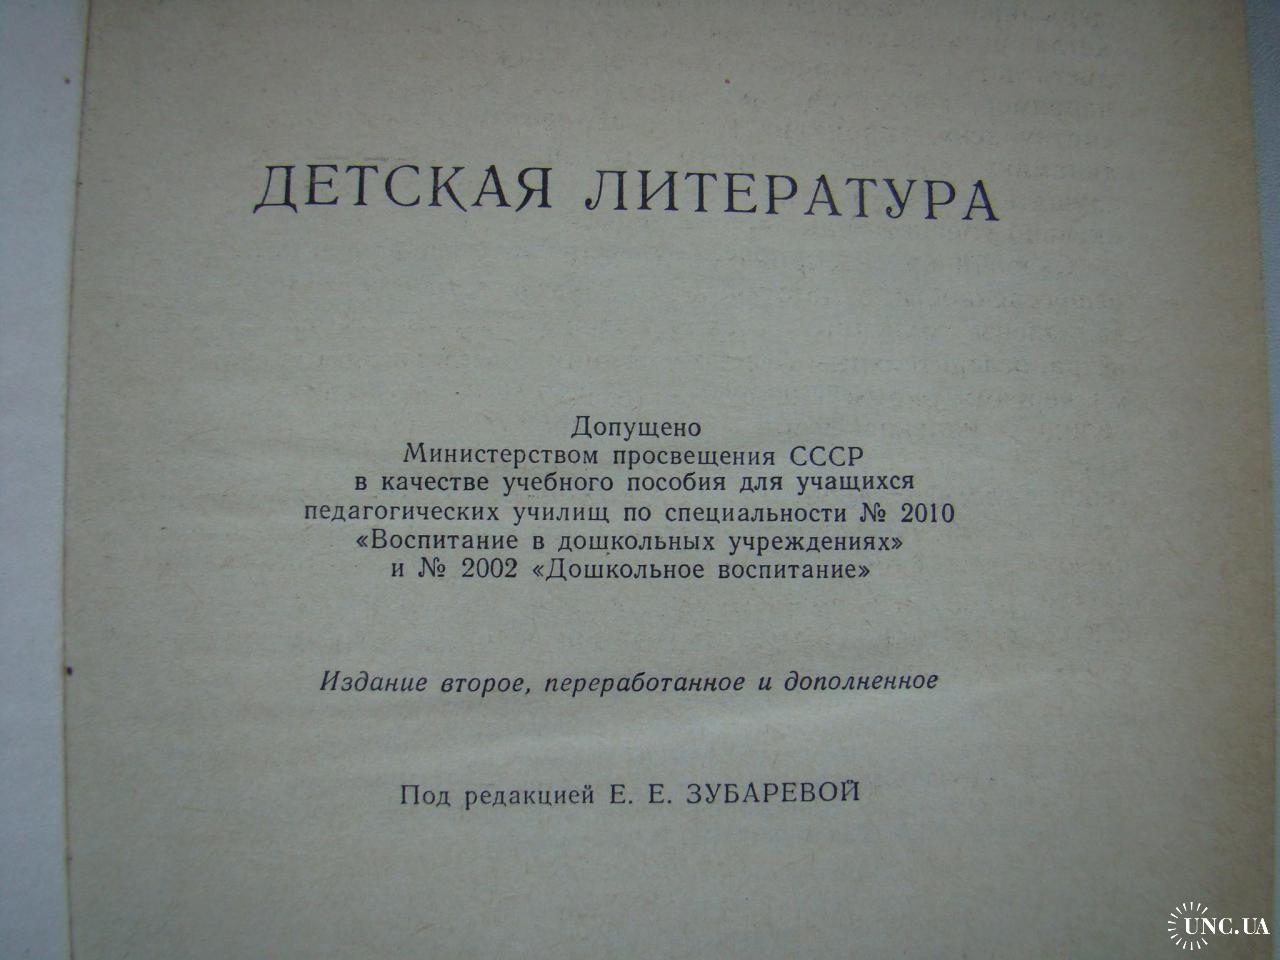 ДЕТСКАЯ ЛИТЕРАТУРА
Допущено
Министерством просвещения СССР
в качестве учебного пособия для учащихся
педагогических училищ по специальности № 2010
«Воспитание в дошкольных учреждениях»
и № 2002 «Дошкольное воспитание»
Издание второе, переработанное и дополненное
Под редакцией Е. Е. ЗУБАРЕВОЙ
UNC.UA